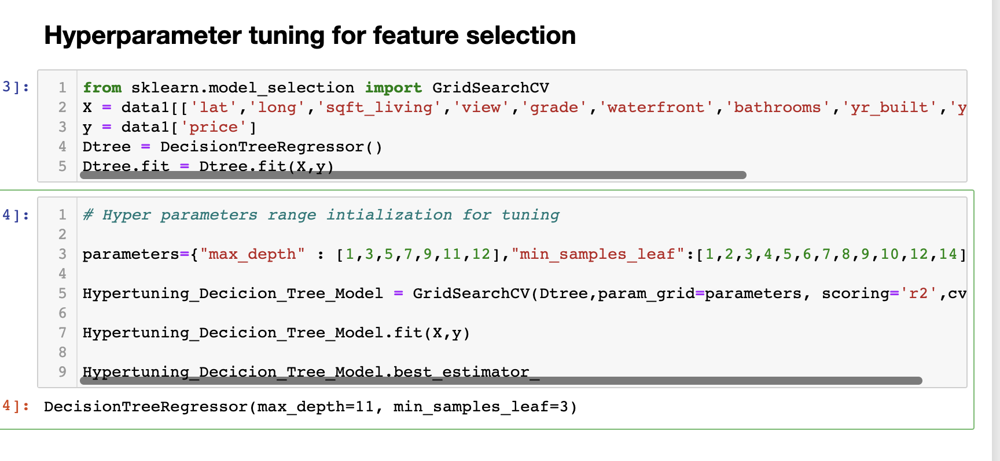 Hyperparameter tuning for feature selection
3]:
1 from sklearn.model_selection import GridSearchCV
2 X = data1[['lat','long','sqft_living','view','grade','waterfront','bathrooms','yr_built','y
3 y = data1['price']
4 Dtree = DecisionTreeRegressor()
5 Dtree.fit = Dtree.fit(X,y)
4]:
1 # Hyper parameters range intialization for tuning
2
3 parameters={"max_depth" : [1,3,5,7,9,11,12],"min_samples_leaf":[1,2,3,4,5,6,7,8,9,10,12,14]
4
5 Hypertuning_Decicion_Tree_Model = GridSearchCV(Dtree,param_grid=parameters, scoring='r2',cv
6
7 Hypertuning_Decicion_Tree_Model.fit(X,y)
8
9 Hypertuning_Decicion_Tree_Model.best_estimator_
4]: DecisionTreeRegressor(max_depth=11, min_samples_leaf=3)